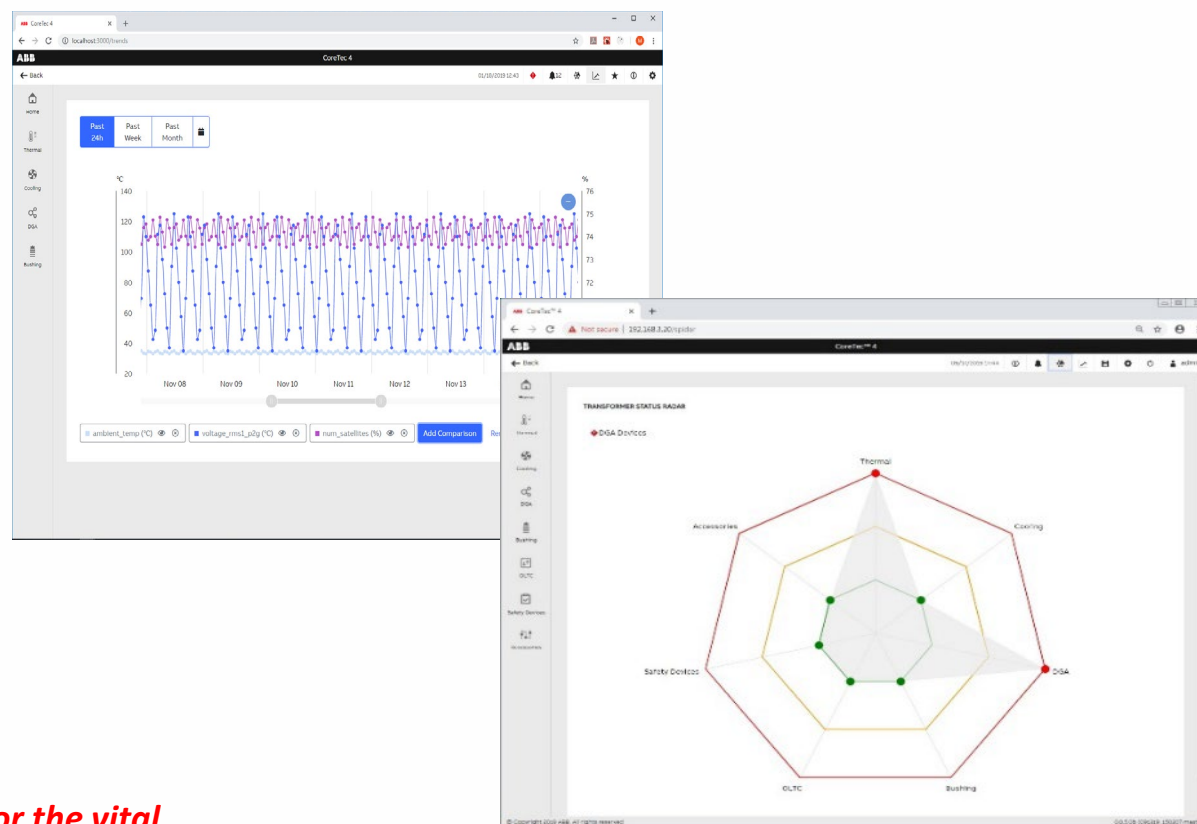 ABB CoreTec 4
localhost:3000/trends
ABB
CoreTec 4
← Back
01/18/2019 12:43
12
Home
Thermal
Cooling
DGA
Bushing
Past 24h
Past Week
Past Month
°C
%
140
120
100
80
60
40
20
76
75
74
73
72
Nov 08
Nov 09
Nov 10
Nov 11
Nov 12
Nov 13
ambient_temp (°C)
voltage_rms1_p2g (°C)
num_satellites (%)
Add Comparison
Res
ABB CoreTec™ 4
Not secure | 192.168.3.20/spider
ABB
CoreTec™ 4
← Back
admin
Home
Thermal
Cooling
DGA
Bushing
OLTC
Safety Devices
Accessories
TRANSFORMER STATUS RADAR
DGA Devices
Thermal
Accessories
Cooling
Safety Devices
DGA
OLTC
Bushing
© Copyright 2019 ABB. All rights reserved
or the vital